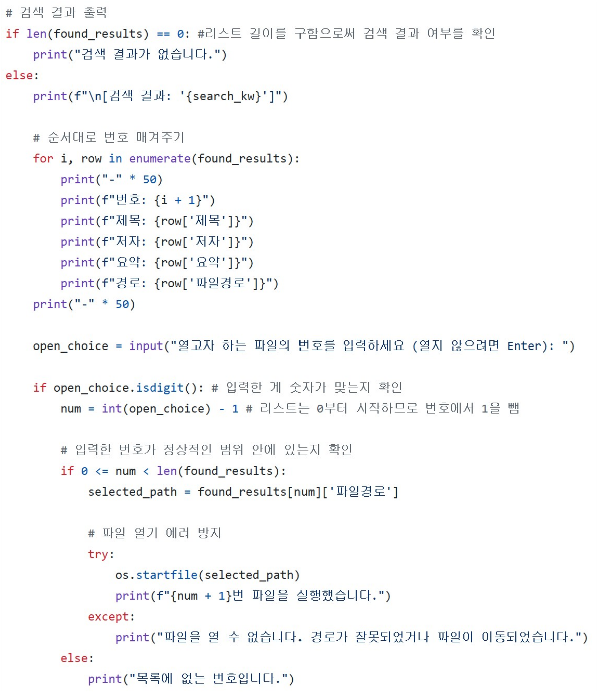 # 검색 결과 출력
if len(found_results) == 0: #리스트 길이를 구함으로써 검색 결과 여부를 확인
    print("검색 결과가 없습니다.")
else:
    print(f"\n[검색 결과: '{search_kw}']")

    # 순서대로 번호 매겨주기
    for i, row in enumerate(found_results):
        print("-" * 50)
        print(f"번호: {i + 1}")
        print(f"제목: {row['제목']}")
        print(f"저자: {row['저자']}")
        print(f"요약: {row['요약']}")
        print(f"경로: {row['파일경로']}")
    print("-" * 50)

    open_choice = input("열고자 하는 파일의 번호를 입력하세요 (열지 않으려면 Enter): ")

    if open_choice.isdigit(): # 입력한 게 숫자가 맞는지 확인
        num = int(open_choice) - 1 # 리스트는 0부터 시작하므로 번호에서 1을 뺌

        # 입력한 번호가 정상적인 범위 안에 있는지 확인
        if 0 <= num < len(found_results):
            selected_path = found_results[num]['파일경로']

            # 파일 열기 에러 방지
            try:
                os.startfile(selected_path)
                print(f"{num + 1}번 파일을 실행했습니다.")
            except:
                print("파일을 열 수 없습니다. 경로가 잘못되었거나 파일이 이동되었습니다.")
        else:
            print("목록에 없는 번호입니다.")